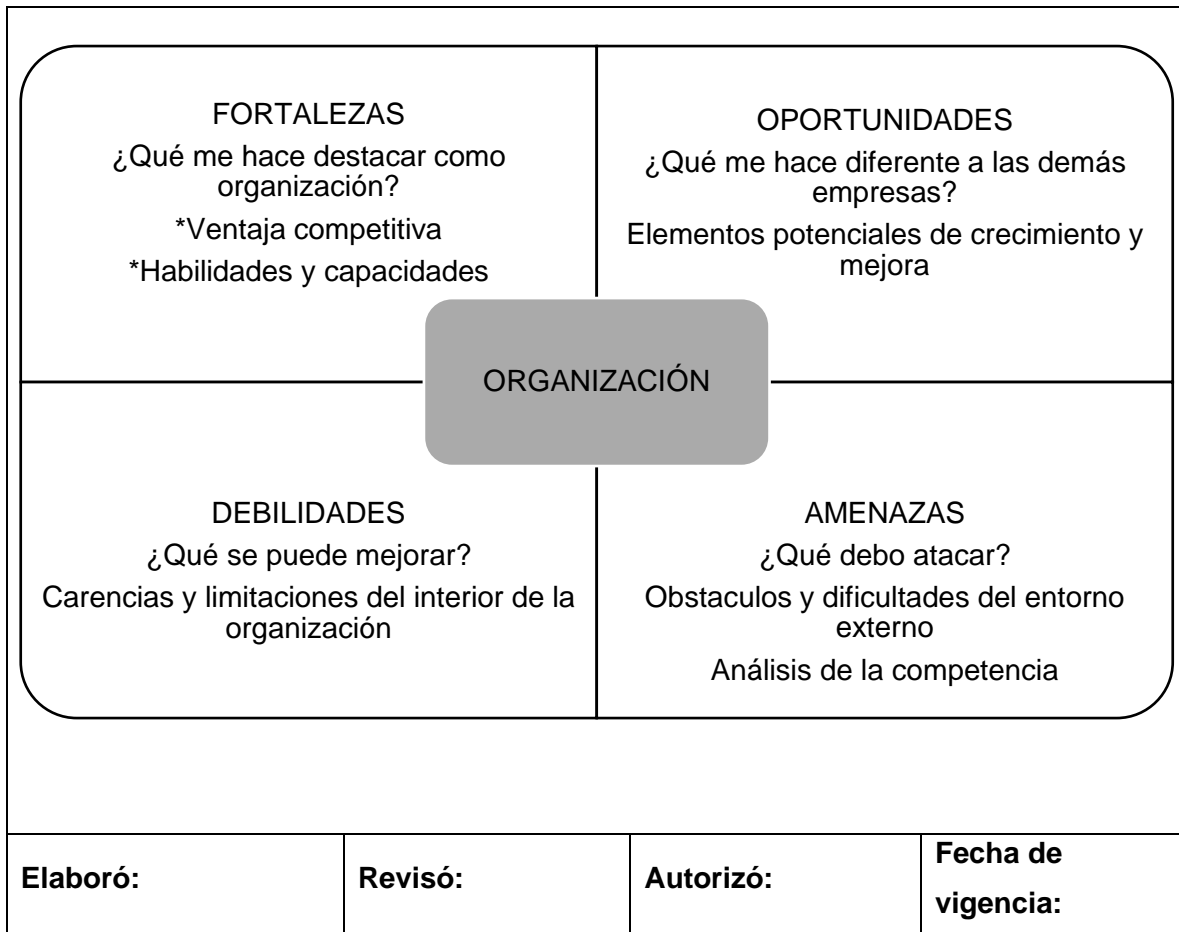 FORTALEZAS
¿Qué me hace destacar como
organización?
*Ventaja competitiva
*Habilidades y capacidades
OPORTUNIDADES
¿Qué me hace diferente a las demás
empresas?
Elementos potenciales de crecimiento y
mejora
ORGANIZACIÓN
DEBILIDADES
¿Qué se puede mejorar?
Carencias y limitaciones del interior de la
organización
AMENAZAS
¿Qué debo atacar?
Obstaculos y dificultades del entorno
externo
Análisis de la competencia
Elaboró:
Revisó:
Autorizó:
Fecha de
vigencia: